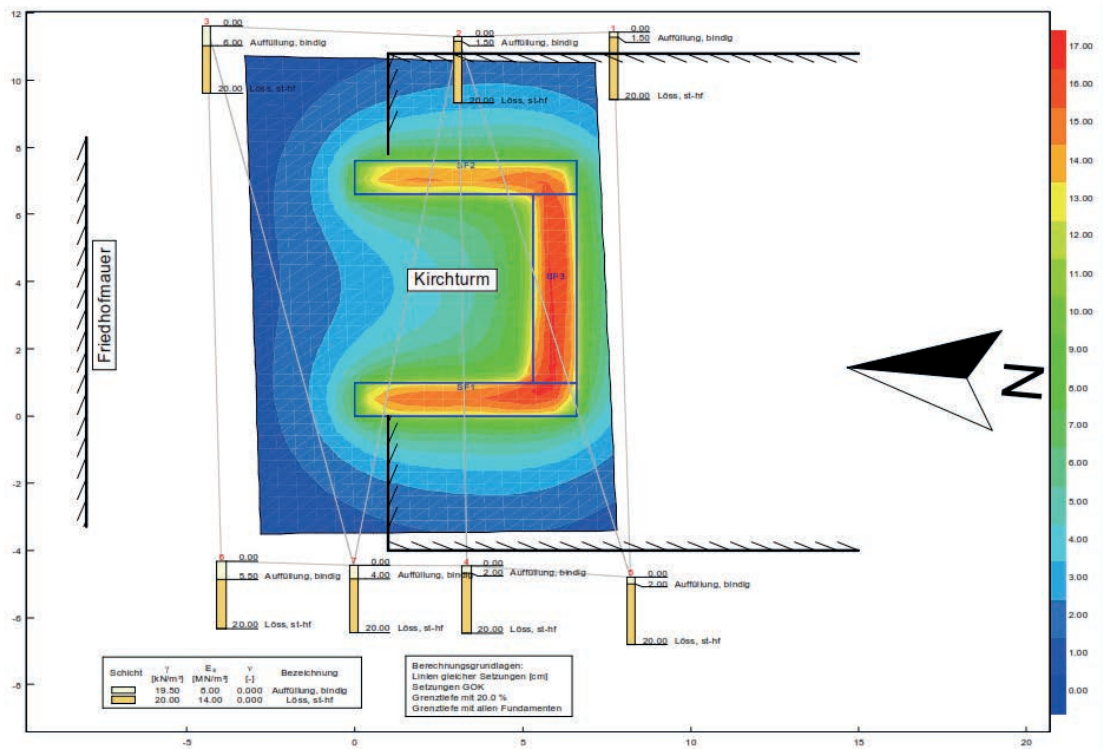 12
10
8
6
4
2
0
-2
-4
-6
-8
-5
0
5
10
15
20
3
0.00
6.00 Auffüllung, bindig
20.00 Löss, st-hf
2
0.00
1.50 Auffüllung, bindig
20.00 Löss, st-hf
1
0.00
1.50 Auffüllung, bindig
20.00 Löss, st-hf
SF2
SF3
SF1
Kirchturm
Friedhofmauer
N
6
0.00
5.50 Auffüllung, bindig
20.00 Löss, st-hf
7
0.00
4.00 Auffüllung, bindig
20.00 Löss, st-hf
4
0.00
2.00 Auffüllung, bindig
20.00 Löss, st-hf
5
0.00
2.00 Auffüllung, bindig
20.00 Löss, st-hf
Schicht γ [kN/m³] Es [MN/m²] ν [-] Bezeichnung
19.50 8.00 0.000 Auffüllung, bindig
20.00 14.00 0.000 Löss, st-hf
Berechnungsgrundlagen:
Linien gleicher Setzungen [cm]
Setzungen GOK
Grenztiefe mit 20.0 %
Grenztiefe mit allen Fundamenten
17.00
16.00
15.00
14.00
13.00
12.00
11.00
10.00
9.00
8.00
7.00
6.00
5.00
4.00
3.00
2.00
1.00
0.00